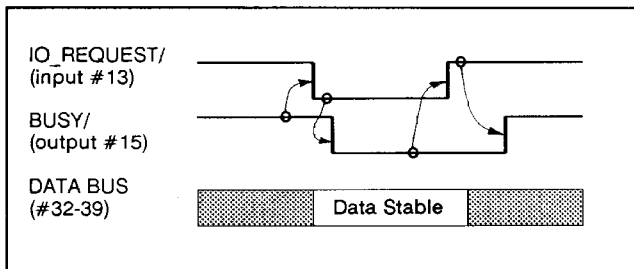 IO_REQUEST/
(input #13)
BUSY/
(output #15)
DATA BUS
(#32-39)
Data Stable